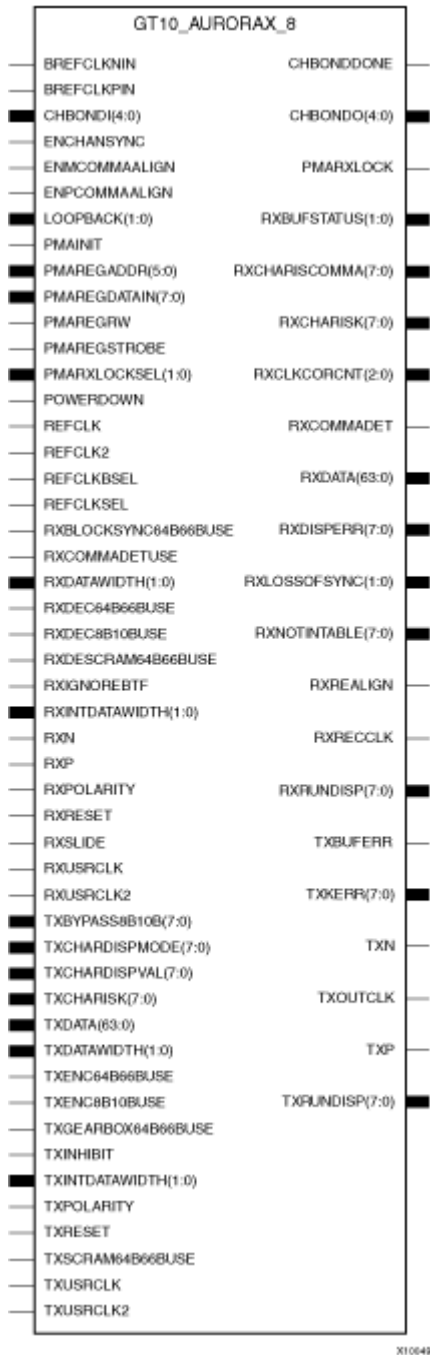 GT10_AURORAX_8
BREFCLKNIN CHBONDDONE
BREFCLKPIN
CHBONDI(4:0) CHBONDO(4:0)
ENCHANSYNC
ENMCOMMAALIGN PMARXLOCK
ENPCOMMAALIGN
LOOPBACK(1:0) RXBUFSTATUS(1:0)
PMAINIT
PMAREGADDR(5:0) RXCHARISCOMMA(7:0)
PMAREGDATAIN(7:0)
PMAREGRW RXCHARISK(7:0)
PMAREGSTROBE
PMARXLOCKSEL(1:0) RXCLKCORCNT(2:0)
POWERDOWN
REFCLK RXCOMMADET
REFCLK2
REFCLKBSEL RXDATA(63:0)
REFCLKSEL
RXBLOCKSYNC64B66BUSE RXDISPERR(7:0)
RXCOMMADETUSE
RXDATAWIDTH(1:0) RXLOSSOFSYNC(1:0)
RXDEC64B66BUSE
RXDEC8B10BUSE RXNOTINTABLE(7:0)
RXDESCRAM64B66BUSE
RXIGNOREBTF RXREALIGN
RXINTDATAWIDTH(1:0)
RXN RXRECCLK
RXP
RXPOLARITY RXRUNDISP(7:0)
RXRESET
RXSLIDE TXBUFERR
RXUSRCLK
RXUSRCLK2 TXKERR(7:0)
TXBYPASS8B10B(7:0)
TXCHARDISPMODE(7:0) TXN
TXCHARDISPVAL(7:0)
TXCHARISK(7:0) TXOUTCLK
TXDATA(63:0)
TXDATAWIDTH(1:0) TXP
TXENC64B66BUSE
TXENC8B10BUSE TXRUNDISP(7:0)
TXGEARBOX64B66BUSE
TXINHIBIT
TXINTDATAWIDTH(1:0)
TXPOLARITY
TXRESET
TXSCRAM64B66BUSE
TXUSRCLK
TXUSRCLK2
X10049